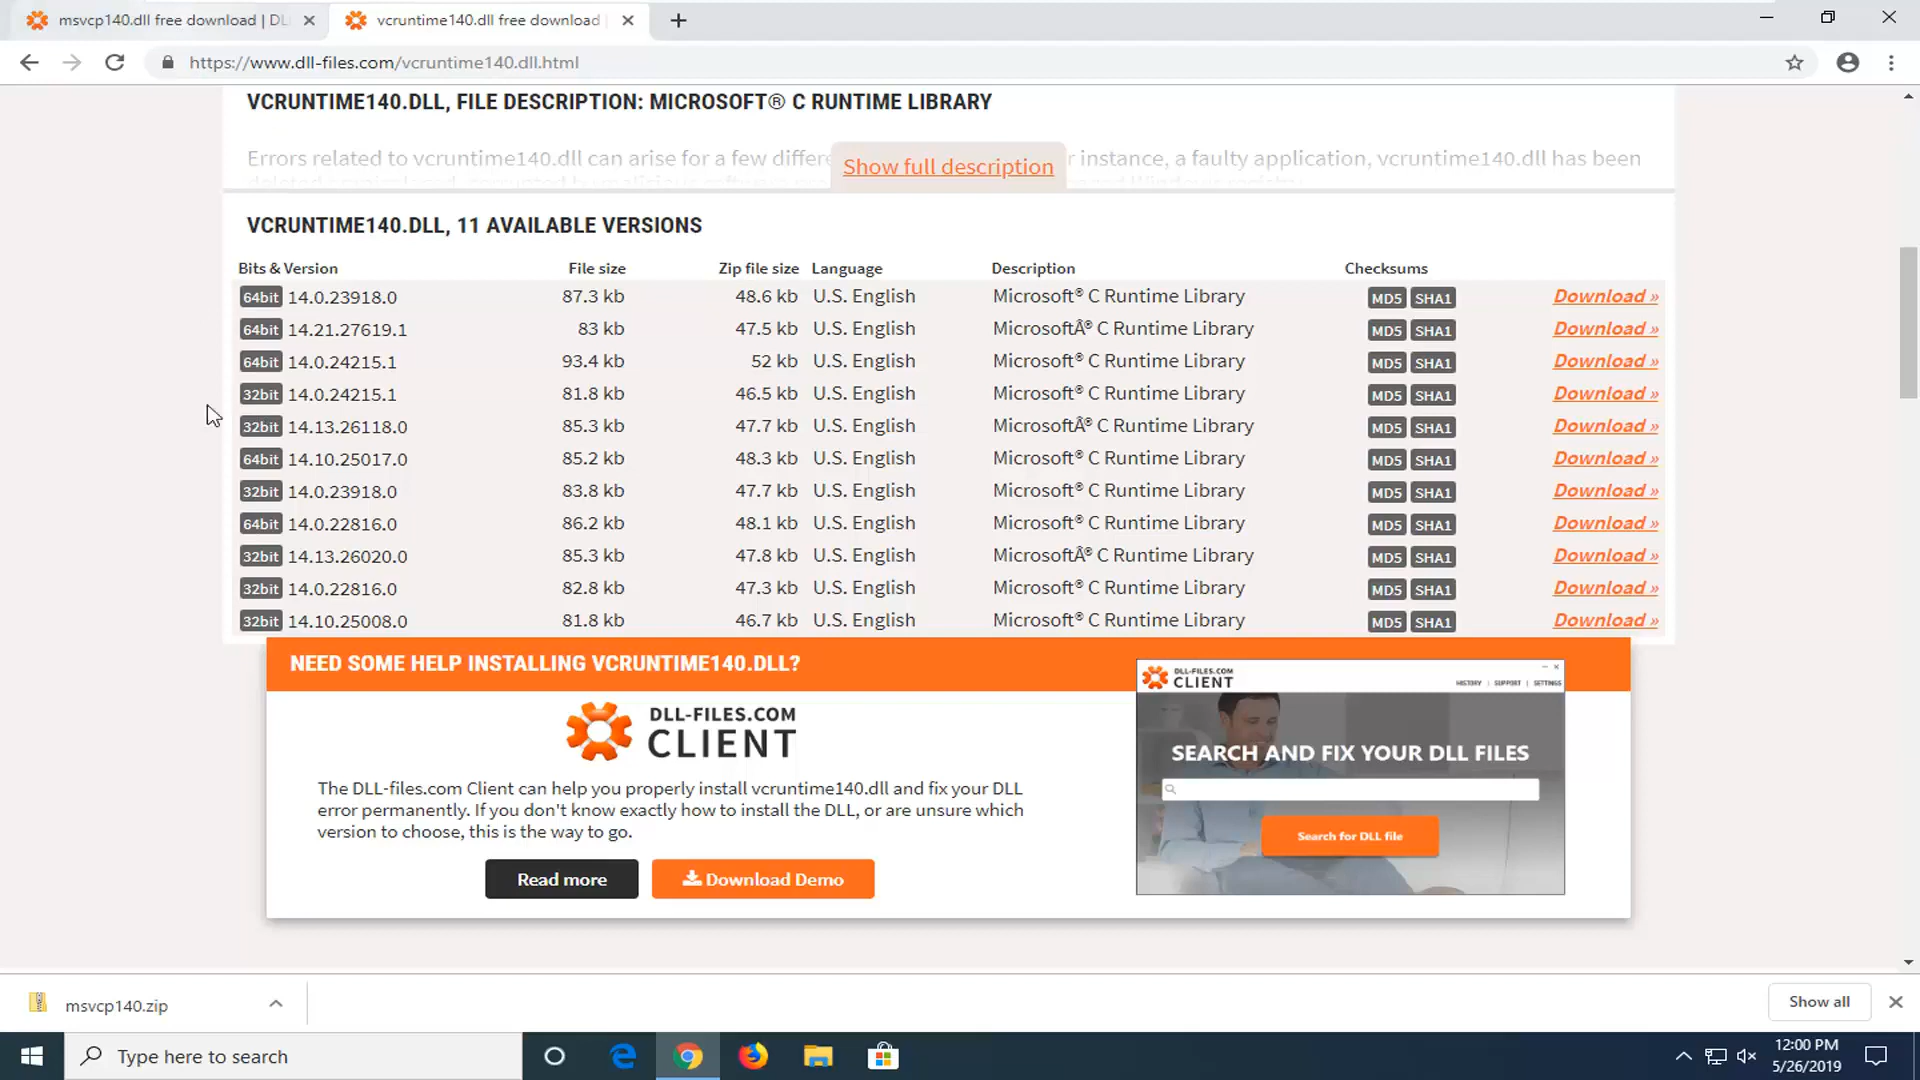 msvcp140.dll free download | DL
vcruntime140.dll free download
https://www.dll-files.com/vcruntime140.dll.html
VCRUNTIME140.DLL, FILE DESCRIPTION: MICROSOFT® C RUNTIME LIBRARY
Errors related to vcruntime140.dll can arise for a few differe
Show full description
r instance, a faulty application, vcruntime140.dll has been
VCRUNTIME140.DLL, 11 AVAILABLE VERSIONS
Bits & Version File size Zip file size Language Description Checksums
64bit 14.0.23918.0 87.3 kb 48.6 kb U.S. English Microsoft® C Runtime Library MD5 SHA1 Download »
64bit 14.21.27619.1 83 kb 47.5 kb U.S. English MicrosoftÂ® C Runtime Library MD5 SHA1 Download »
64bit 14.0.24215.1 93.4 kb 52 kb U.S. English Microsoft® C Runtime Library MD5 SHA1 Download »
32bit 14.0.24215.1 81.8 kb 46.5 kb U.S. English Microsoft® C Runtime Library MD5 SHA1 Download »
32bit 14.13.26118.0 85.3 kb 47.7 kb U.S. English MicrosoftÂ® C Runtime Library MD5 SHA1 Download »
64bit 14.10.25017.0 85.2 kb 48.3 kb U.S. English Microsoft® C Runtime Library MD5 SHA1 Download »
32bit 14.0.23918.0 83.8 kb 47.7 kb U.S. English Microsoft® C Runtime Library MD5 SHA1 Download »
64bit 14.0.22816.0 86.2 kb 48.1 kb U.S. English Microsoft® C Runtime Library MD5 SHA1 Download »
32bit 14.13.26020.0 85.3 kb 47.8 kb U.S. English MicrosoftÂ® C Runtime Library MD5 SHA1 Download »
32bit 14.0.22816.0 82.8 kb 47.3 kb U.S. English Microsoft® C Runtime Library MD5 SHA1 Download »
32bit 14.10.25008.0 81.8 kb 46.7 kb U.S. English Microsoft® C Runtime Library MD5 SHA1 Download »
NEED SOME HELP INSTALLING VCRUNTIME140.DLL?
DLL-FILES.COM
CLIENT
The DLL-files.com Client can help you properly install vcruntime140.dll and fix your DLL
error permanently. If you don't know exactly how to install the DLL, or are unsure which
version to choose, this is the way to go.
Read more
Download Demo
DLL-FILES.COM
CLIENT
HISTORY | SUPPORT | SETTINGS
SEARCH AND FIX YOUR DLL FILES
Search for DLL file
msvcp140.zip
Show all
Type here to search
12:00 PM
5/26/2019